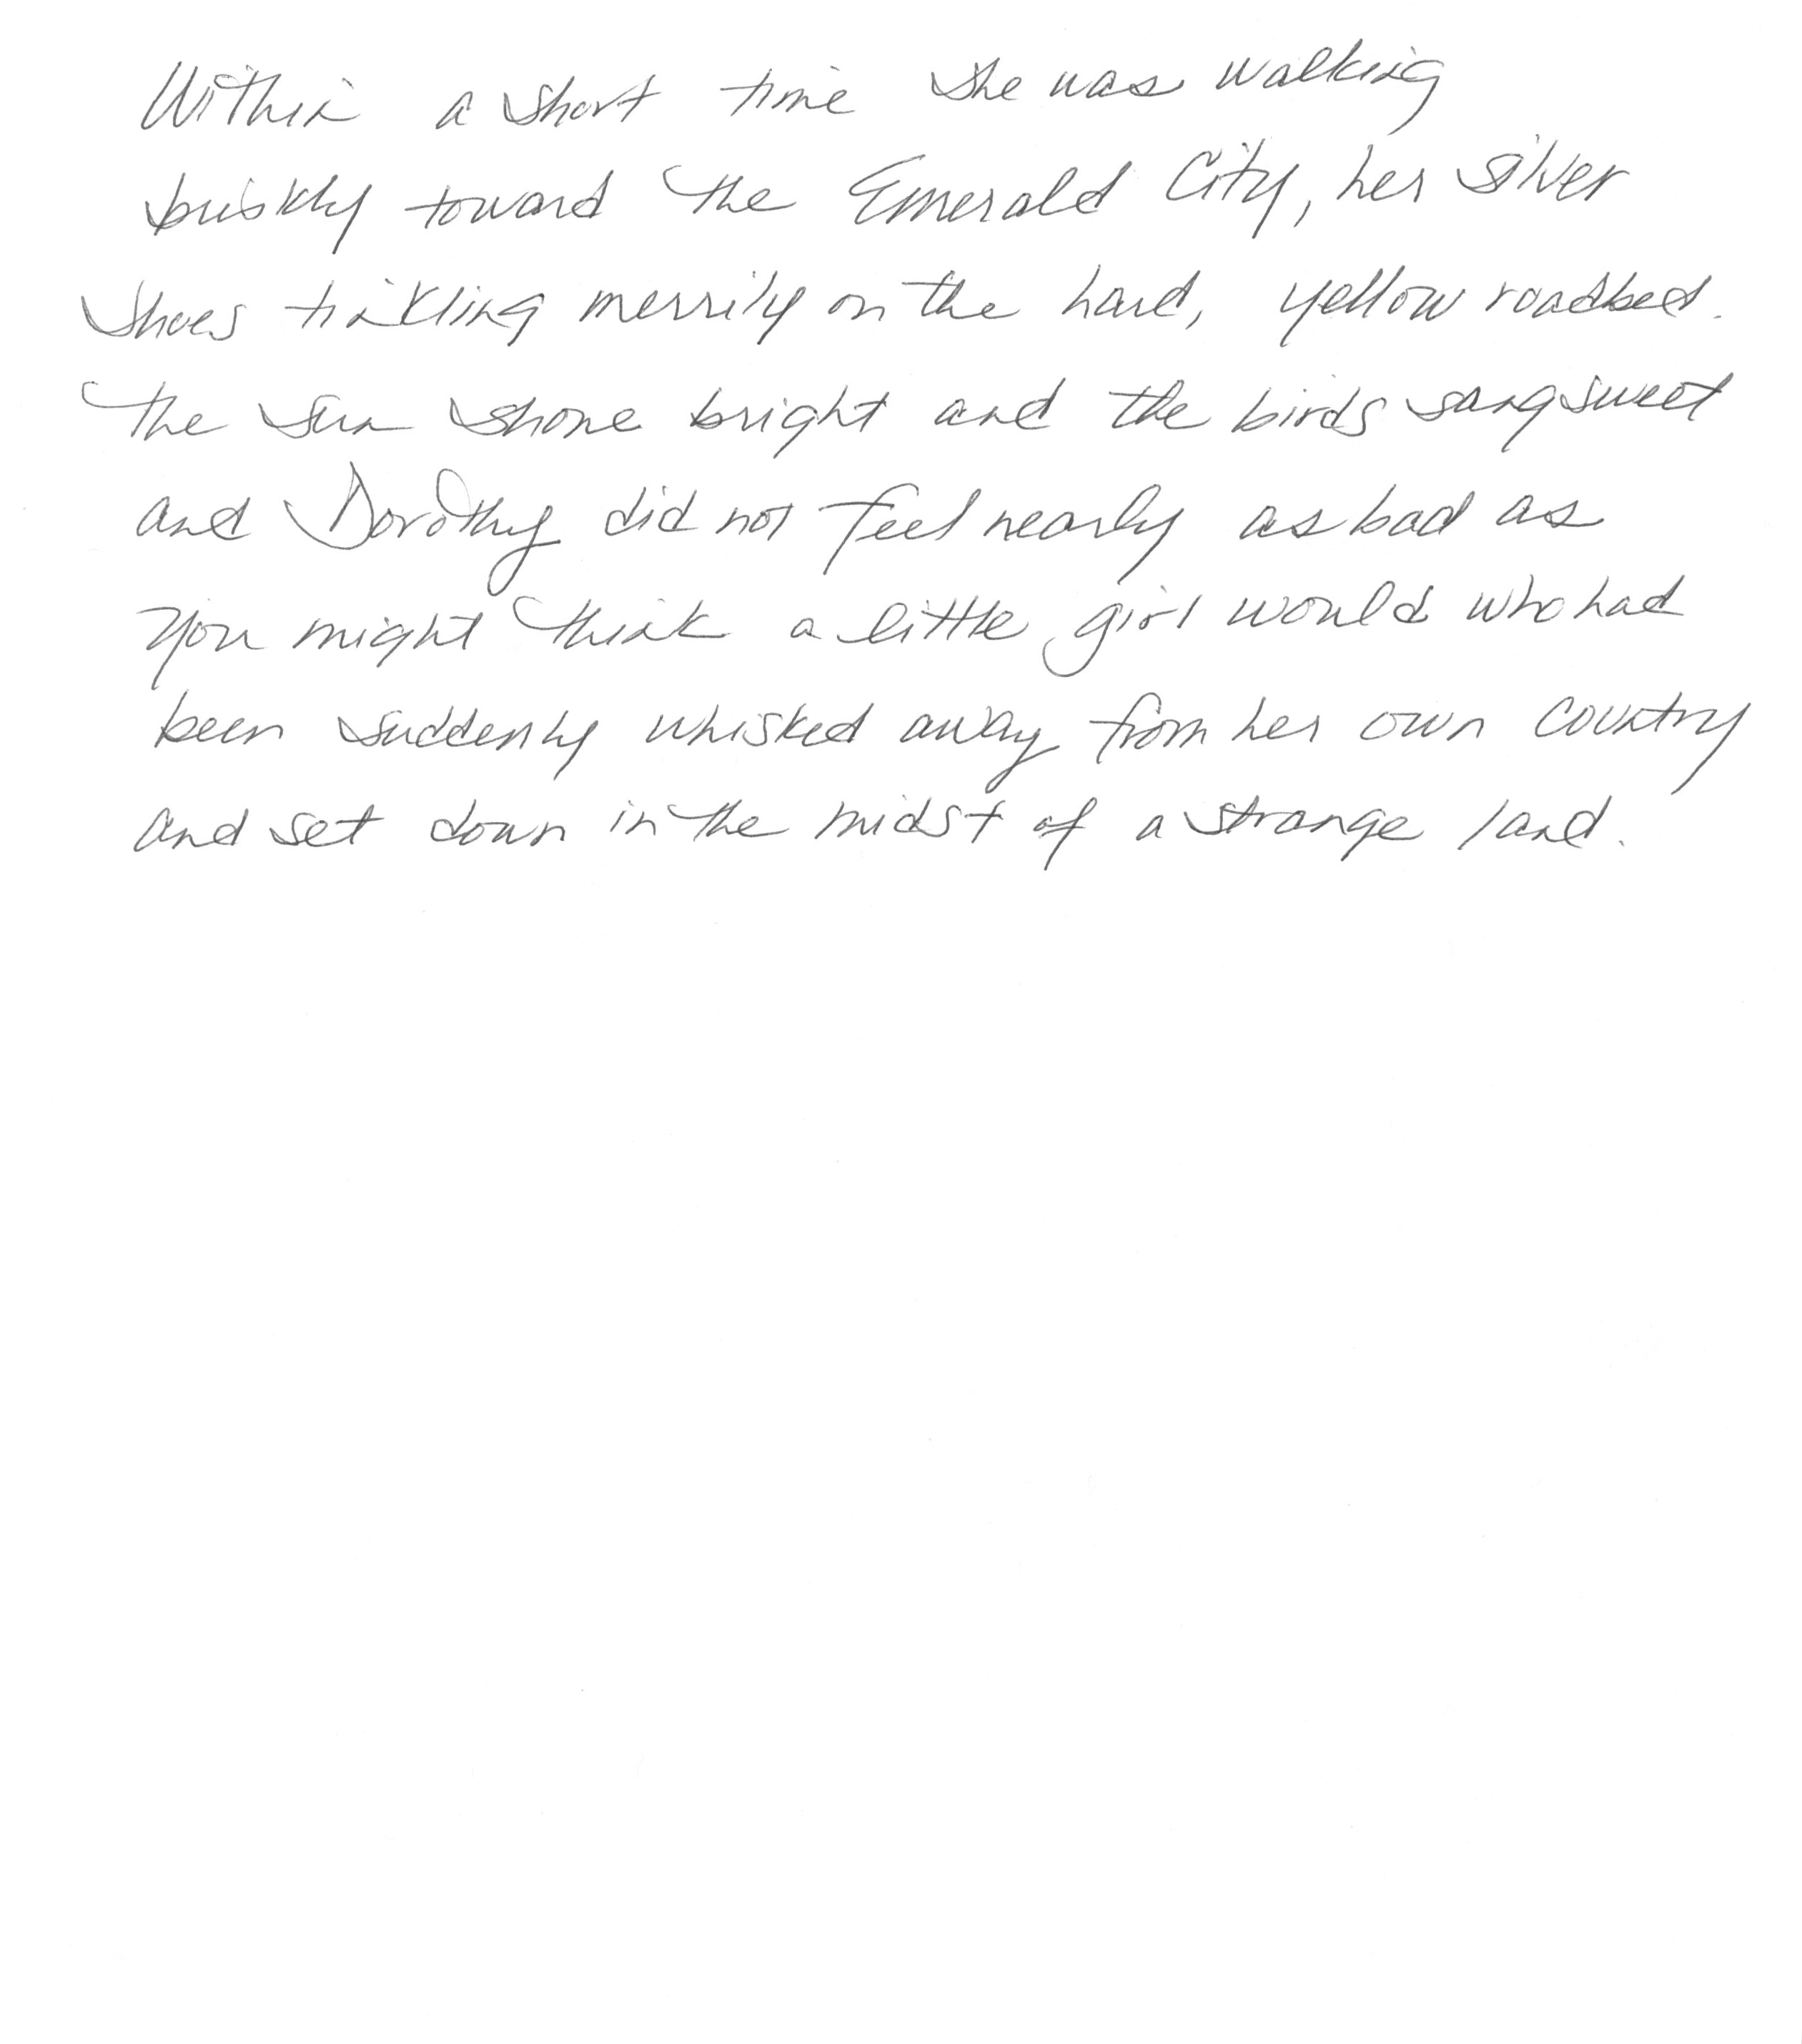 Within a short time she was walking
briskly toward the Emerald City, her silver
shoes tinkling merrily on the hard, yellow roadbed.
The sun shone bright and the birds sang sweet
and Dorothy did not feel nearly as bad as
you might think a little girl would who had
been suddenly whisked away from her own country
and set down in the midst of a strange land.